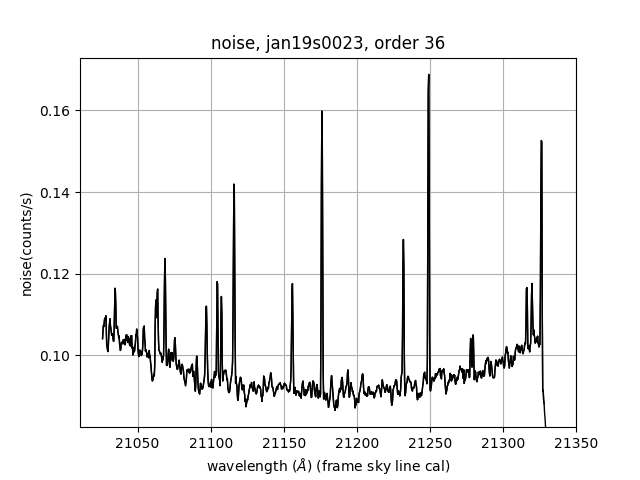 noise, jan19s0023, order 36
0.16
0.14
0.12
0.10
noise(counts/s)
21050 21100 21150 21200 21250 21300 21350
wavelength (Å) (frame sky line cal)